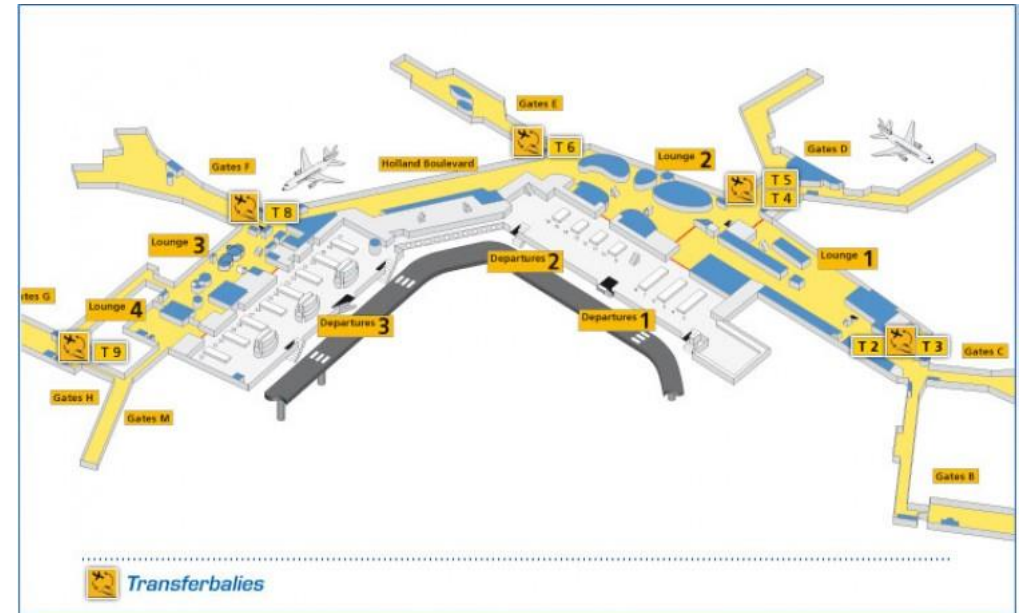 Gates E
T 6
Holland Boulevard
Lounge 2
Gates D
T 5
T 4
Gates F
T 8
Lounge 3
Lounge 1
Departures 2
Departures 3
Departures 1
tes G
Lounge 4
T 9
T 2
T 3
Gates C
Gates H
Gates M
Gates B
Transferbalies